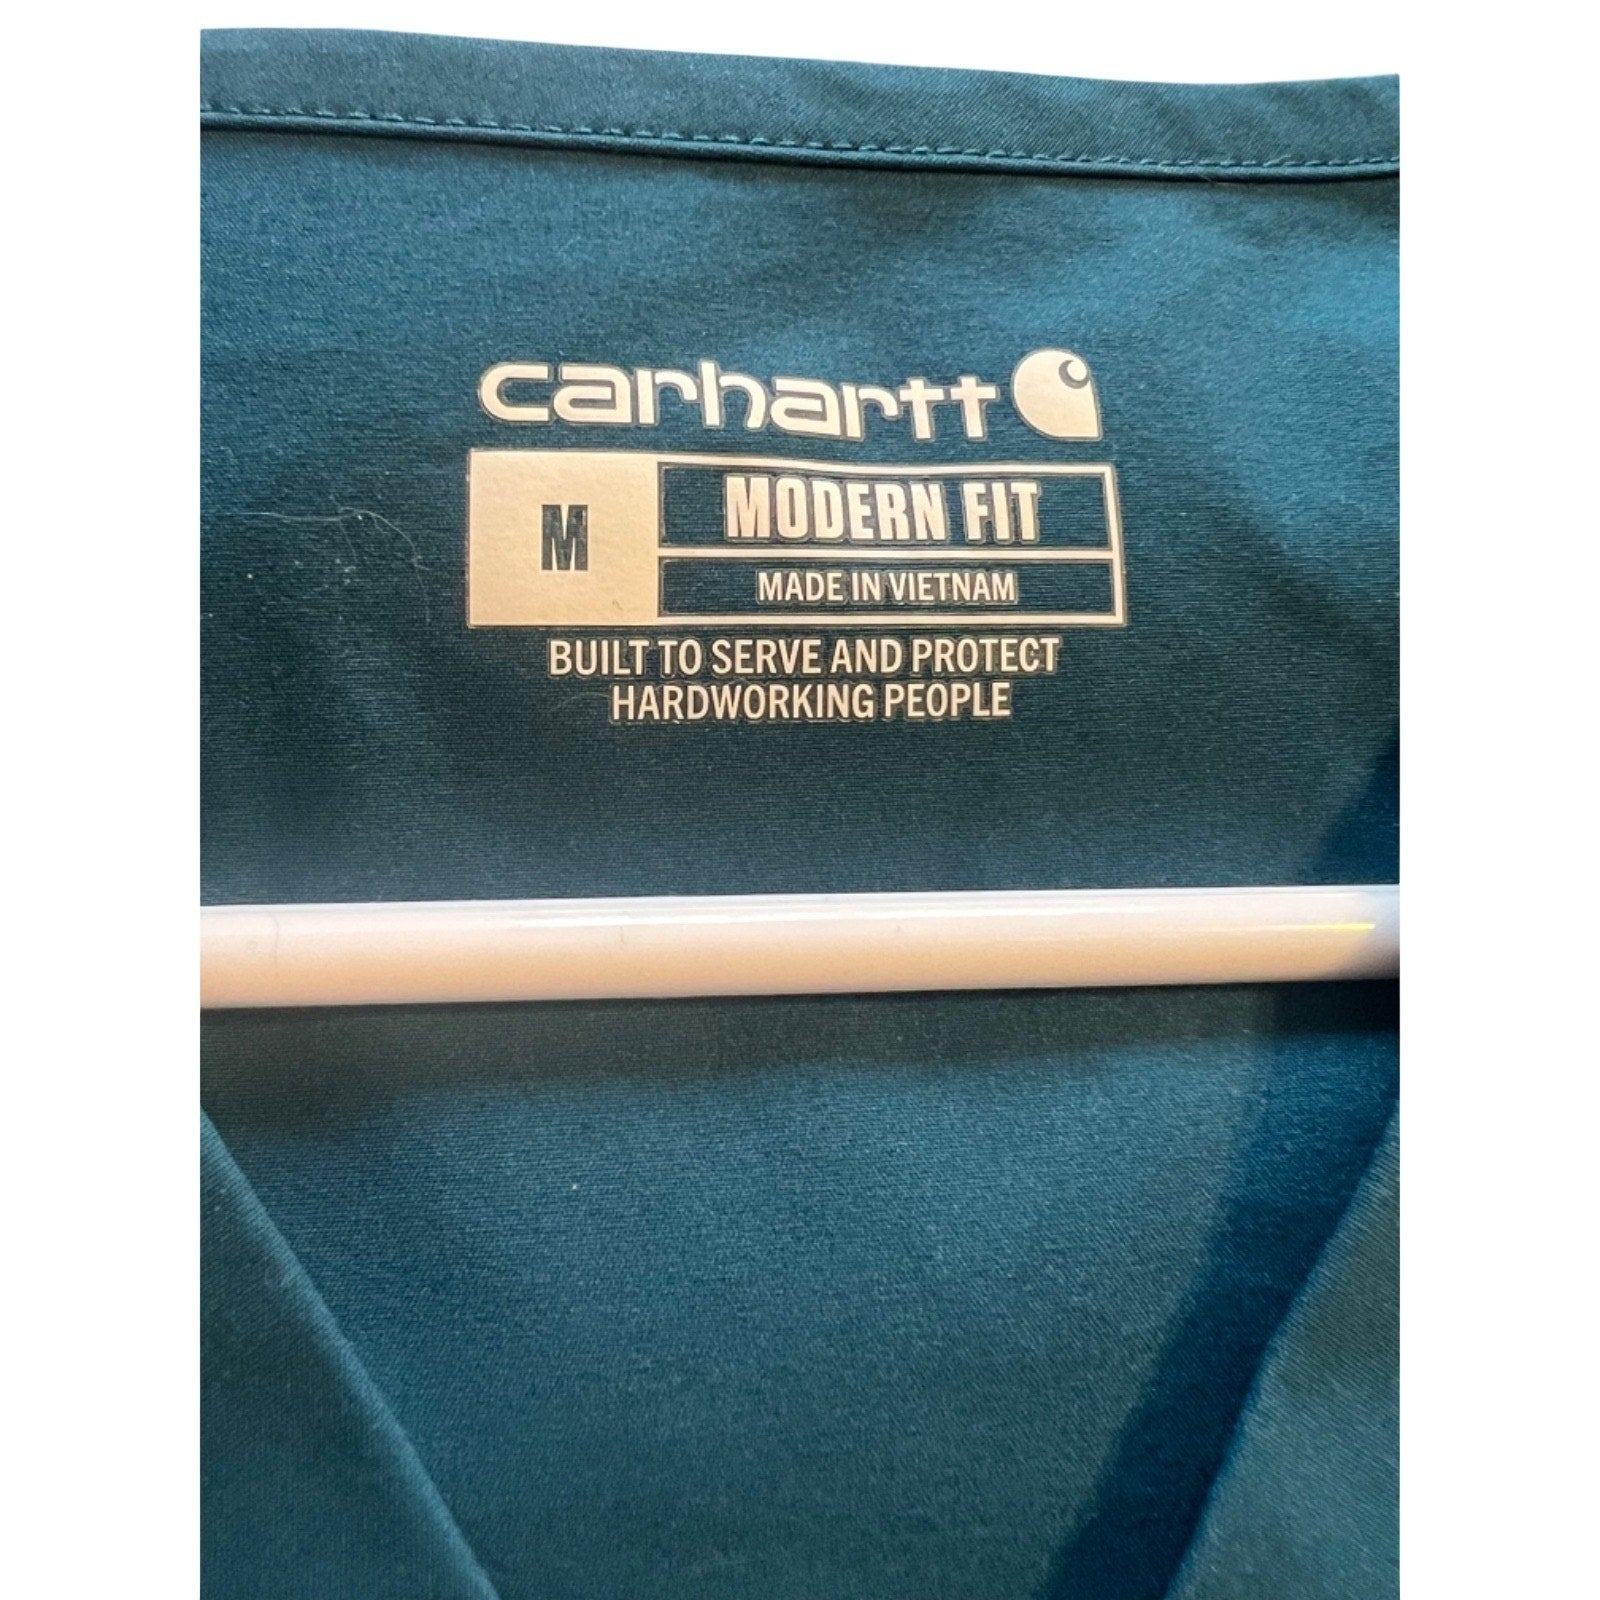 carhartt
M
MODERN FIT
MADE IN VIETNAM
BUILT TO SERVE AND PROTECT
HARDWORKING PEOPLE